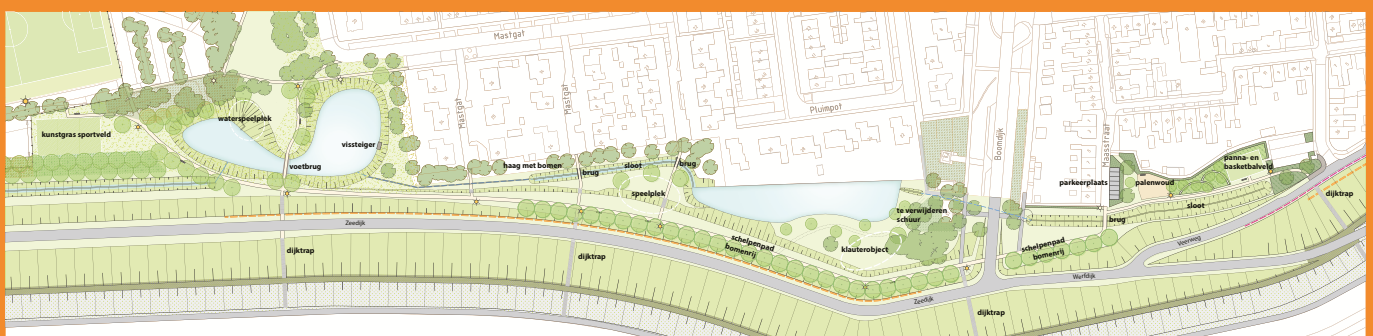 Mastgat
Mastgat
Mastgat
Pluimpot
Boomdijk
Maasstraat
waterspeelplek
kunstgras sportveld
vissteiger
voetbrug
haag met bomen
sloot
brug
brug
speelplek
panna- en
basketbalveld
parkeerplaats
palenwoud
dijktrap
sloot
te verwijderen
schuur
brug
Zeedijk
schelpenpad
bomenrij
klauterobject
schelpenpad
bomenrij
Veerweg
dijktrap
dijktrap
Werfdijk
Zeedijk
dijktrap